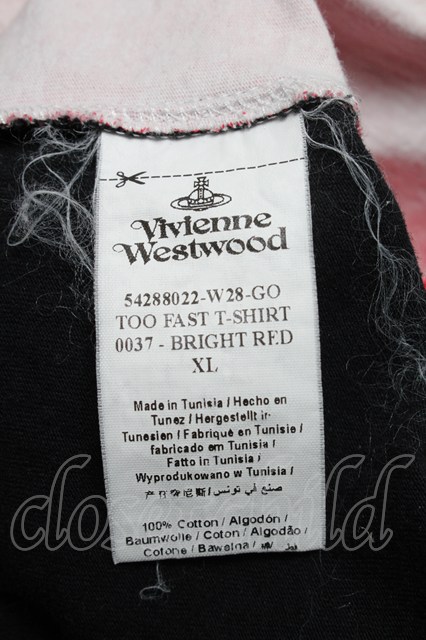 Vivienne
Westwood
54288022-W28-GO
TOO FAST T-SHIRT
0037 - BRIGHT RED
XL
Made in Tunisia / Hecho en
Tunez / Hergestellt in
Tunesien / Fabriqué en Tunisie /
fabricado em Tunisia /
Fatto in Tunisia /
Wyprodukowano w Tunisia /
صنع في تونس /
100% Cotton / Algodón /
Baumwolle / Coton / Algodão /
Cotone / Bawelna /